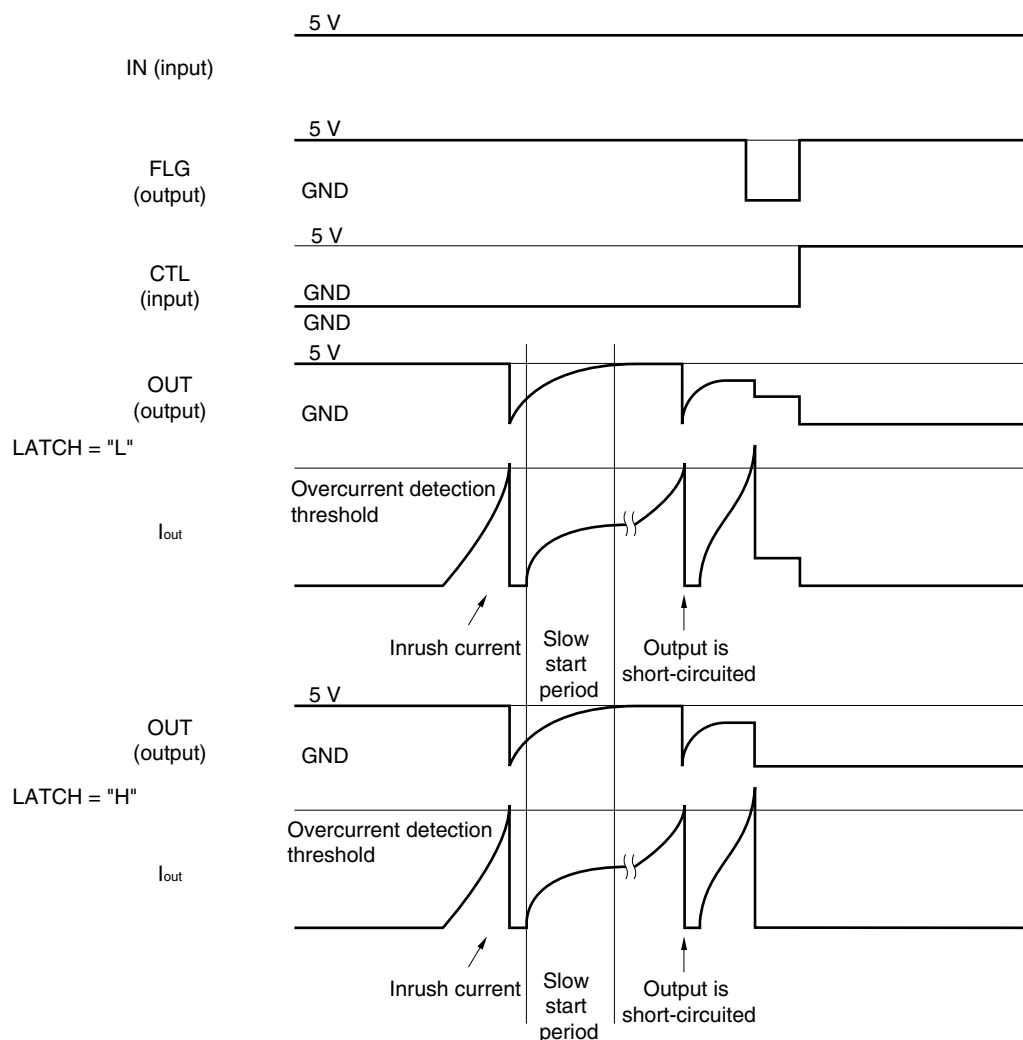 5 V
IN (input)
5 V
FLG
(output)
GND
5 V
CTL
(input)
GND
GND
5 V
OUT
(output)
GND
LATCH = "L"
Overcurrent detection
threshold
Iout
Inrush current
Slow
start
period
Output is
short-circuited
5 V
OUT
(output)
GND
LATCH = "H"
Overcurrent detection
threshold
Iout
Inrush current
Slow
start
period
Output is
short-circuited